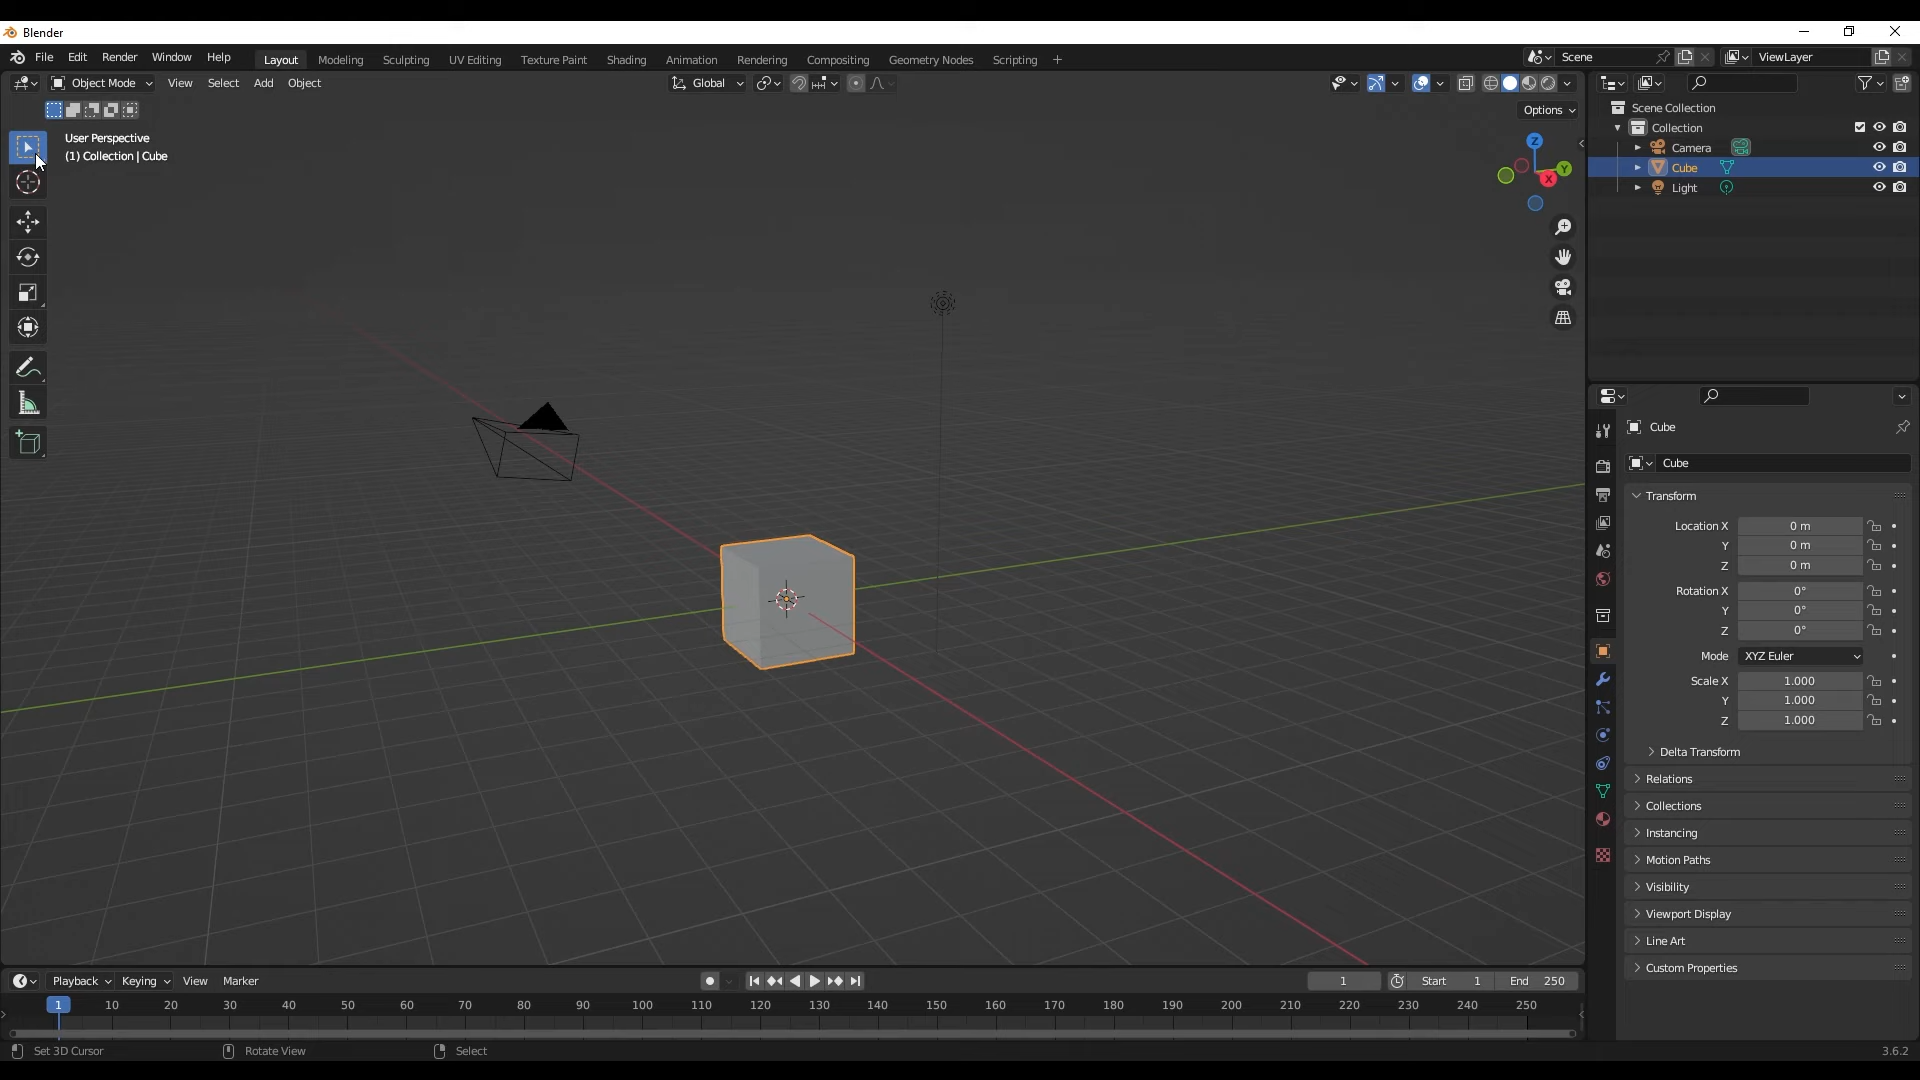 Blender
File Edit Render Window Help Layout Modeling Sculpting UV Editing Texture Paint Shading Animation Rendering Compositing Geometry Nodes Scripting + Scene ViewLayer
Object Mode View Select Add Object Global
Options
User Perspective
(1) Collection | Cube
Z
Y
X
Scene Collection
Collection
Camera
Cube
Light
Cube
Cube
Transform
Location X 0 m
Y 0 m
Z 0 m
Rotation X 0°
Y 0°
Z 0°
Mode XYZ Euler
Scale X 1.000
Y 1.000
Z 1.000
Delta Transform
Relations
Collections
Instancing
Motion Paths
Visibility
Viewport Display
Line Art
Custom Properties
Playback Keying View Marker 1 Start 1 End 250
1 10 20 30 40 50 60 70 80 90 100 110 120 130 140 150 160 170 180 190 200 210 220 230 240 250
Set 3D Cursor Rotate View Select 3.6.2